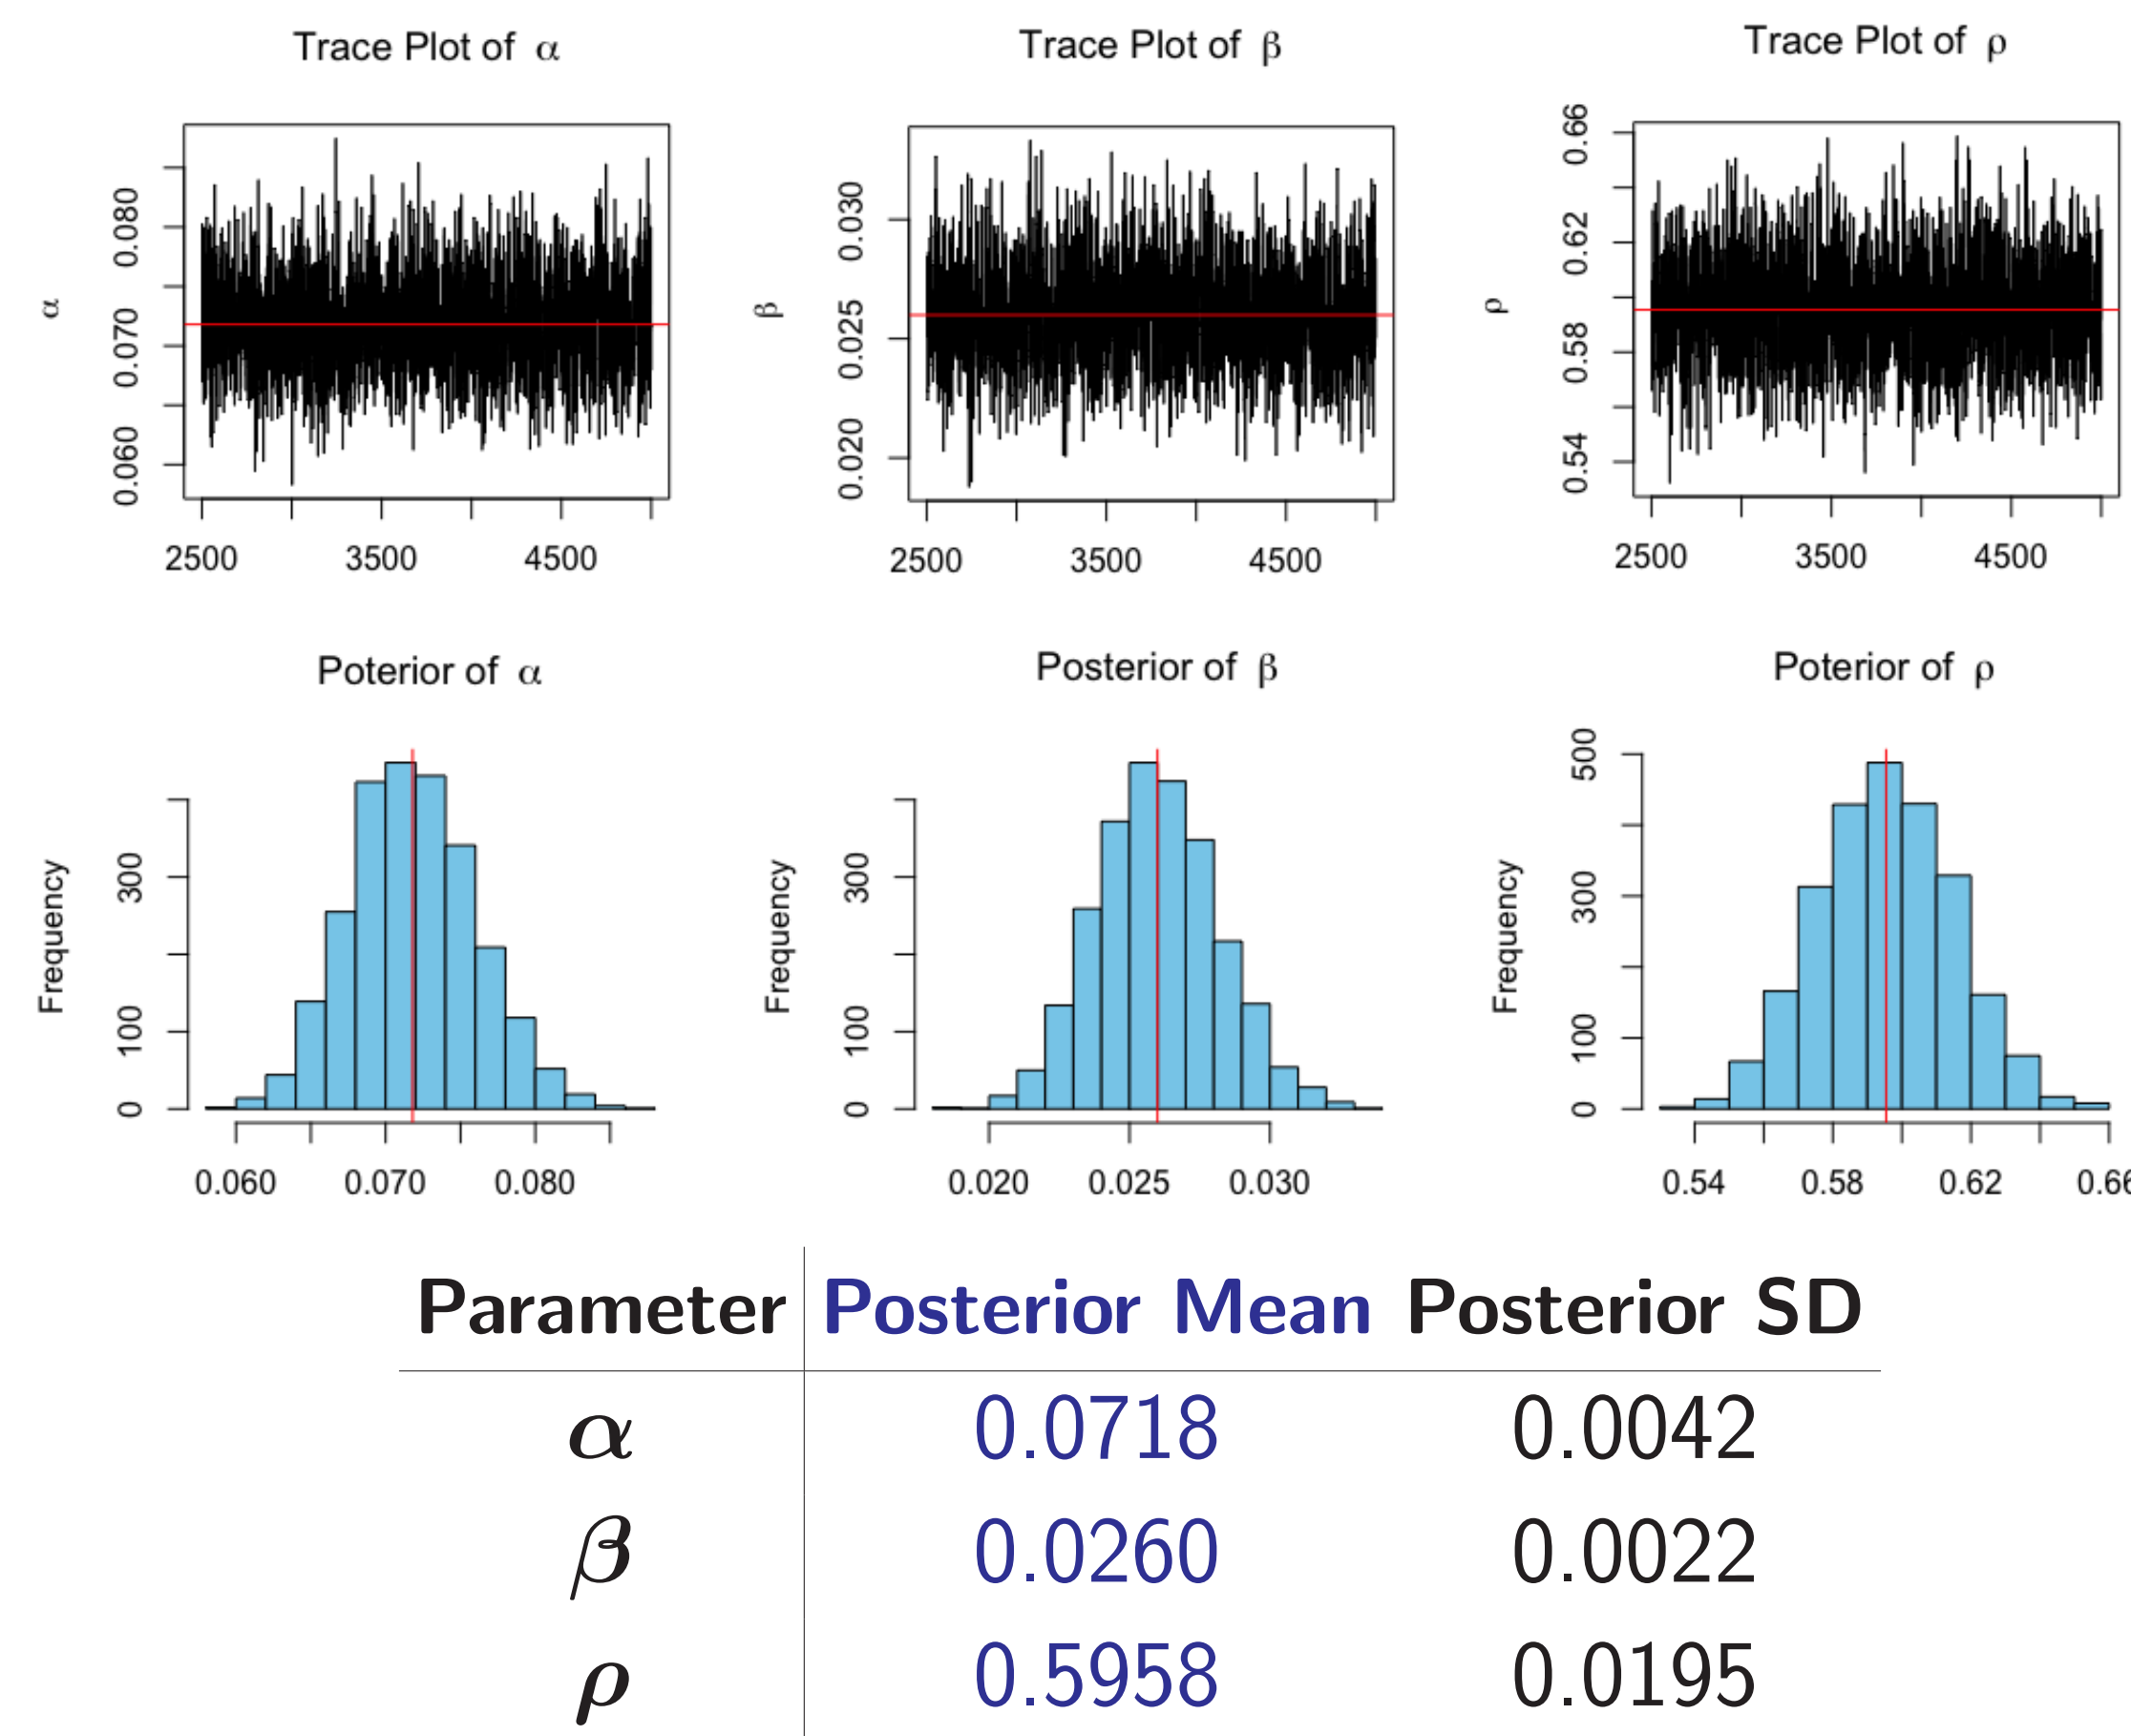 Trace Plot of α
Trace Plot of β
Trace Plot of ρ
α
0.060 0.070 0.080
2500 3500 4500
β
0.020 0.025 0.030
2500 3500 4500
ρ
0.54 0.58 0.62 0.66
2500 3500 4500
Poterior of α
Posterior of β
Poterior of ρ
Frequency
0 100 300
0.060 0.070 0.080
Frequency
0 100 300
0.020 0.025 0.030
Frequency
0 100 300 500
0.54 0.58 0.62 0.66
Parameter Posterior Mean Posterior SD
α 0.0718 0.0042
β 0.0260 0.0022
ρ 0.5958 0.0195